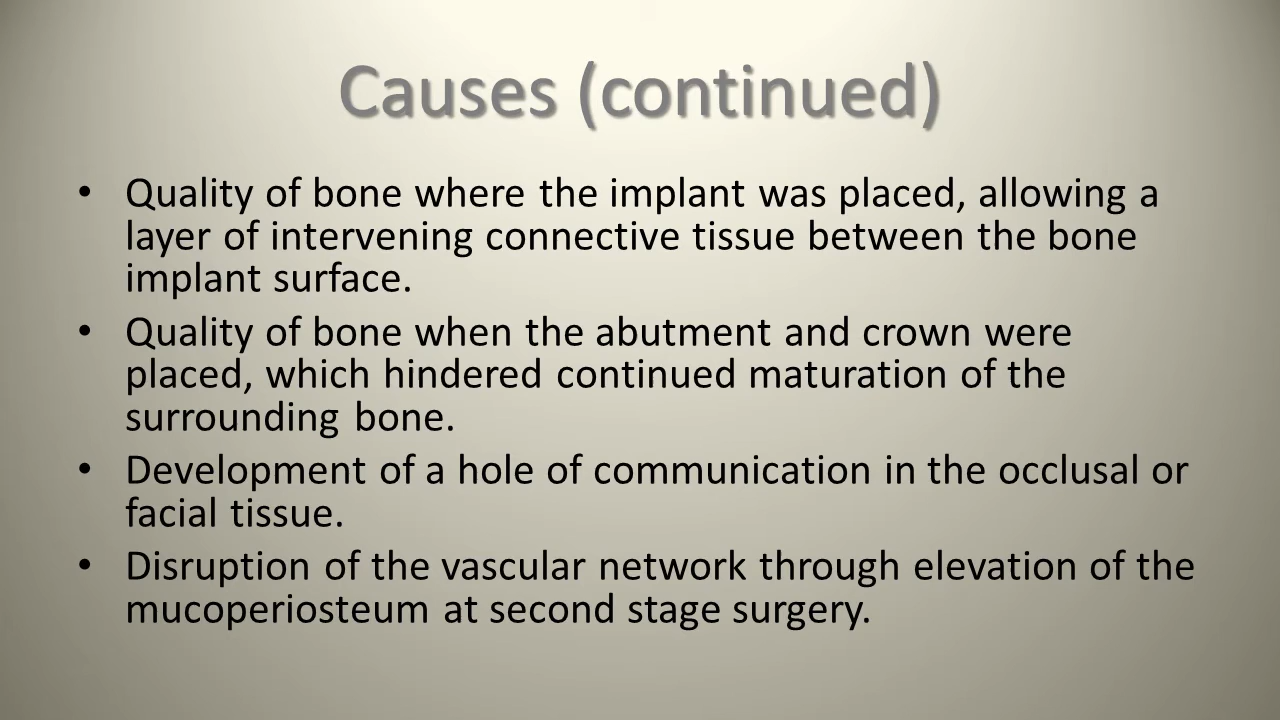 Causes (continued)
• Quality of bone where the implant was placed, allowing a
layer of intervening connective tissue between the bone
implant surface.
• Quality of bone when the abutment and crown were
placed, which hindered continued maturation of the
surrounding bone.
• Development of a hole of communication in the occlusal or
facial tissue.
• Disruption of the vascular network through elevation of the
mucoperiosteum at second stage surgery.